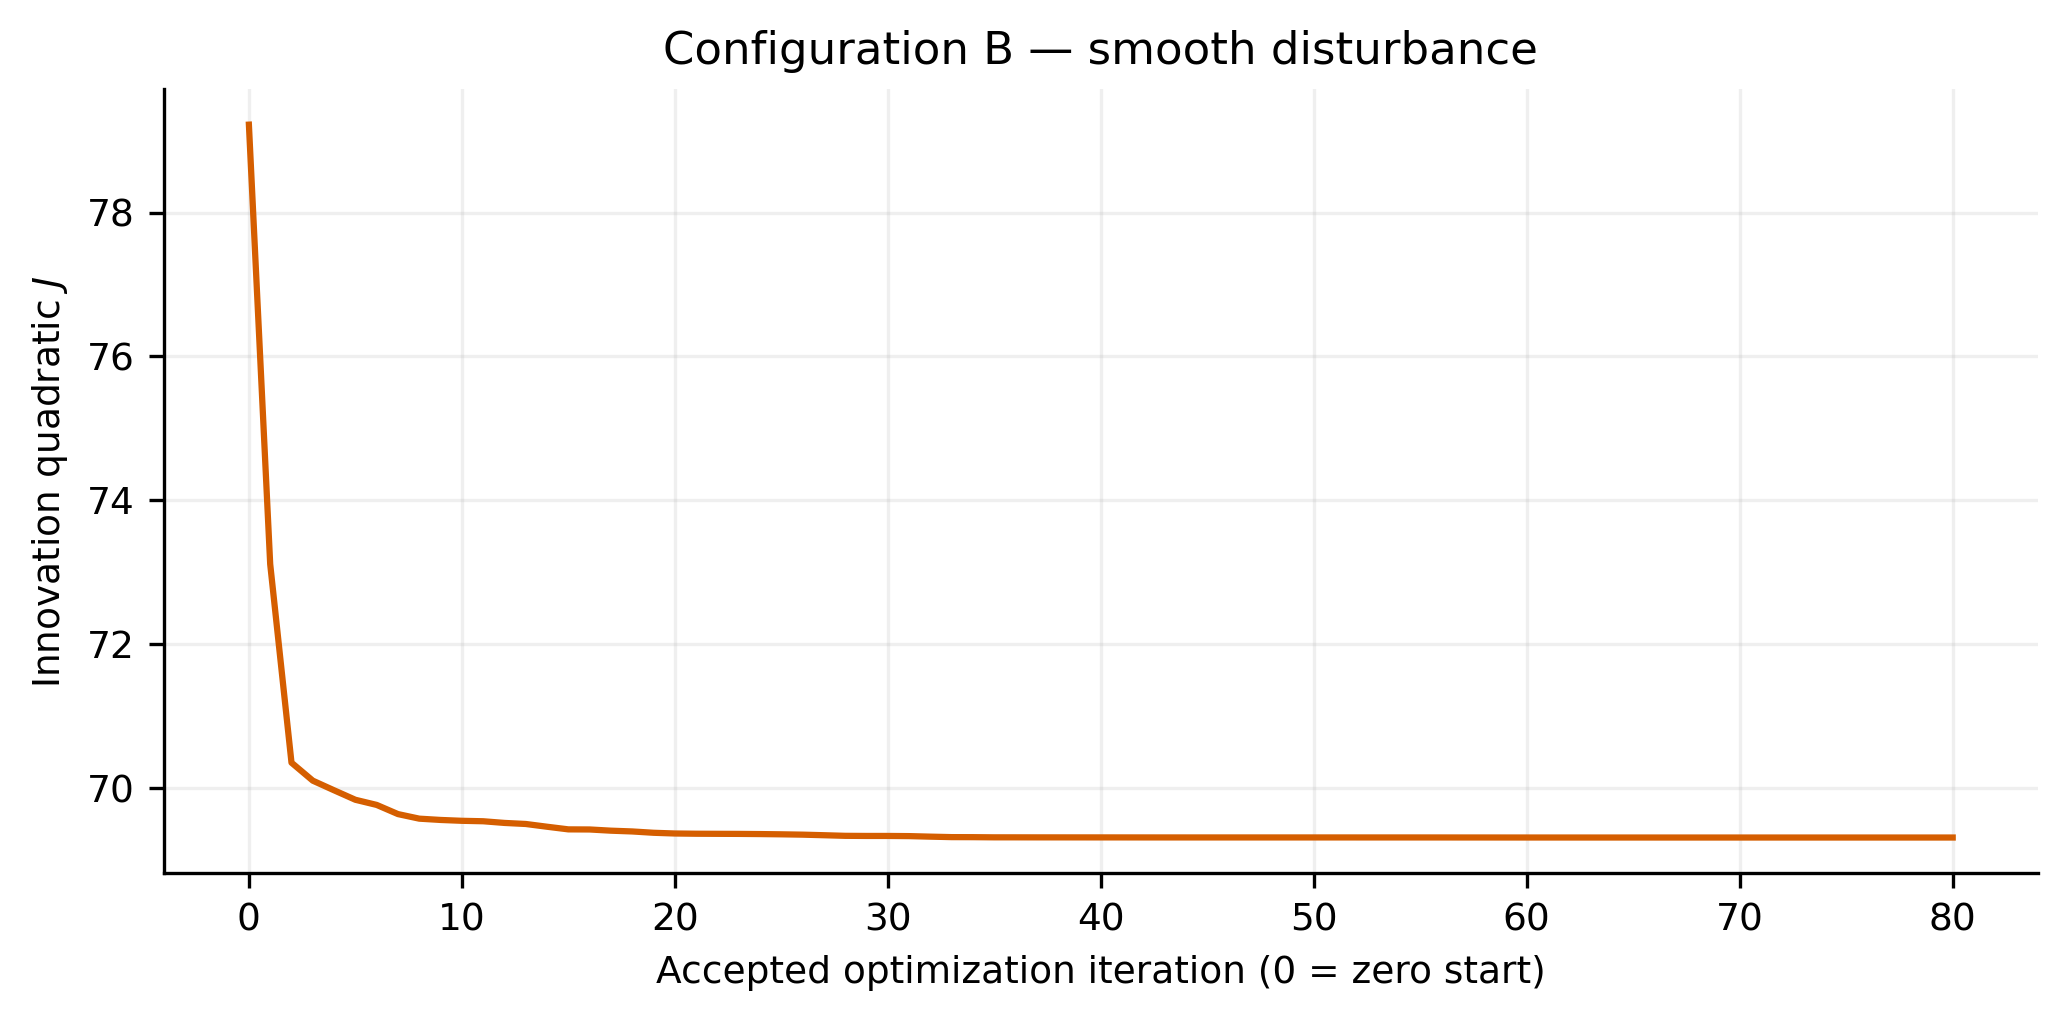 Configuration B — smooth disturbance
Innovation quadratic J
78
76
74
72
70
0 10 20 30 40 50 60 70 80
Accepted optimization iteration (0 = zero start)